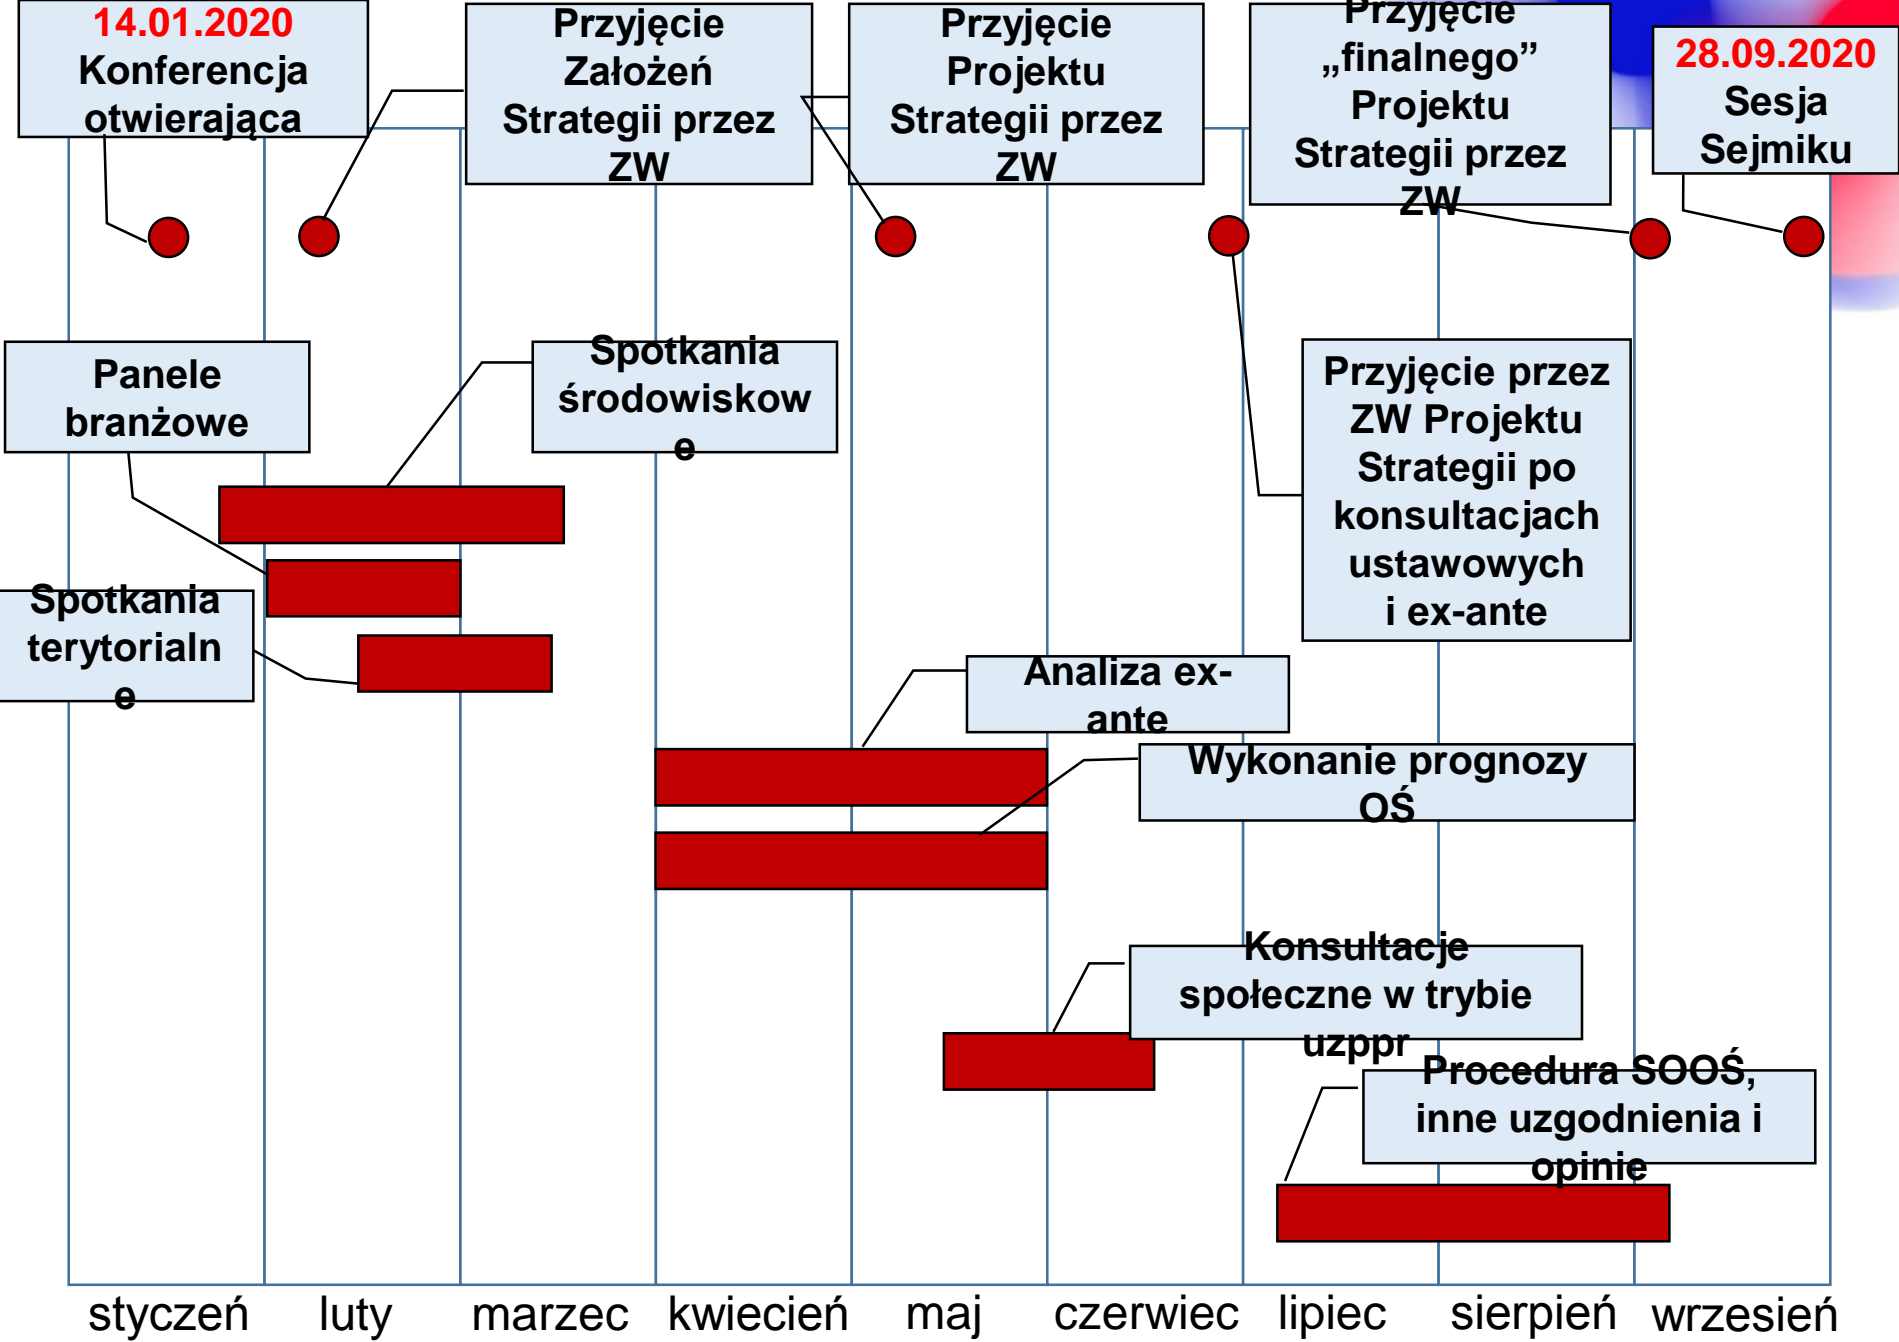 14.01.2020
Konferencja
otwierająca
Przyjęcie
Założeń
Strategii przez
ZW
Przyjęcie
Projektu
Strategii przez
ZW
Przyjęcie
„finalnego”
Projektu
Strategii przez
ZW
28.09.2020
Sesja
Sejmiku
Panele
branżowe
Spotkania
środowiskow
e
Przyjęcie przez
ZW Projektu
Strategii po
konsultacjach
ustawowych
i ex-ante
Spotkania
terytorialn
e
Analiza ex-
ante
Wykonanie prognozy
OŚ
Konsultacje
społeczne w trybie
uzppr
Procedura SOOŚ,
inne uzgodnienia i
opinie
styczeń luty marzec kwiecień maj czerwiec lipiec sierpień wrzesień